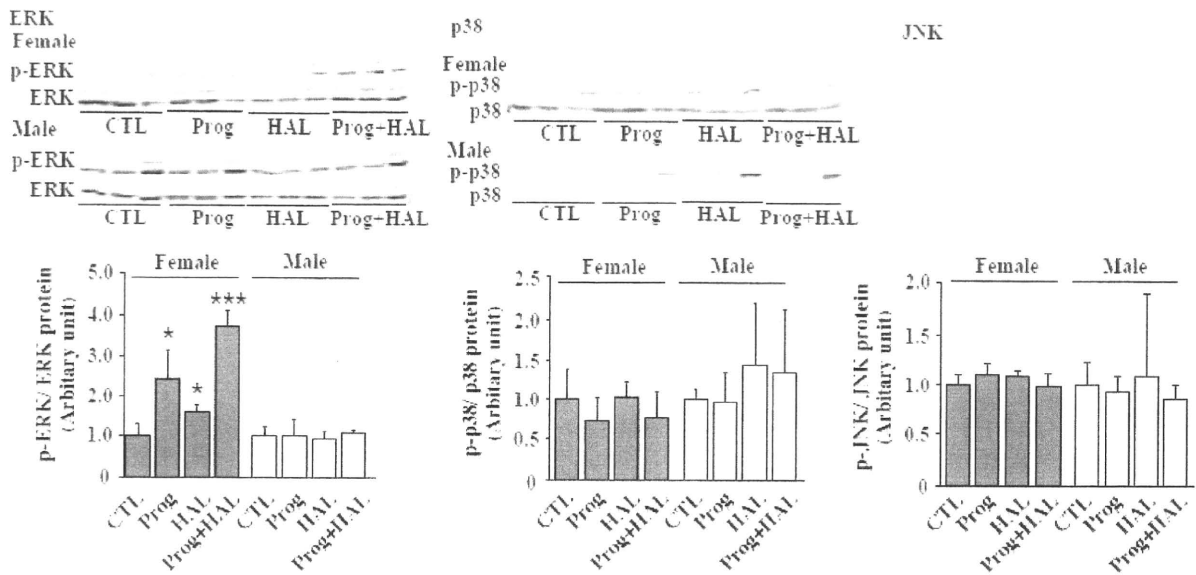 ERK
Female
p-ERK
ERK
CTL Prog HAL Prog+HAL
Male
p-ERK
ERK
CTL Prog HAL Prog+HAL
p38
Female
p-p38
p38
CTL Prog HAL Prog+HAL
Male
p-p38
p38
CTL Prog HAL Prog+HAL
JNK
p-ERK/ ERK protein
(Arbitary unit)
Female Male
5.0
4.0
3.0
2.0
1.0
0
* * ***
CTL Prog HAL Prog+HAL CTL Prog HAL Prog+HAL
p-p38/ p38 protein
(Arbitary unit)
Female Male
2.5
2.0
1.5
1.0
0.5
0
CTL Prog HAL Prog+HAL CTL Prog HAL Prog+HAL
p-JNK/ JNK protein
(Arbitary unit)
Female Male
2.0
1.5
1.0
0.5
0
CTL Prog HAL Prog+HAL CTL Prog HAL Prog+HAL